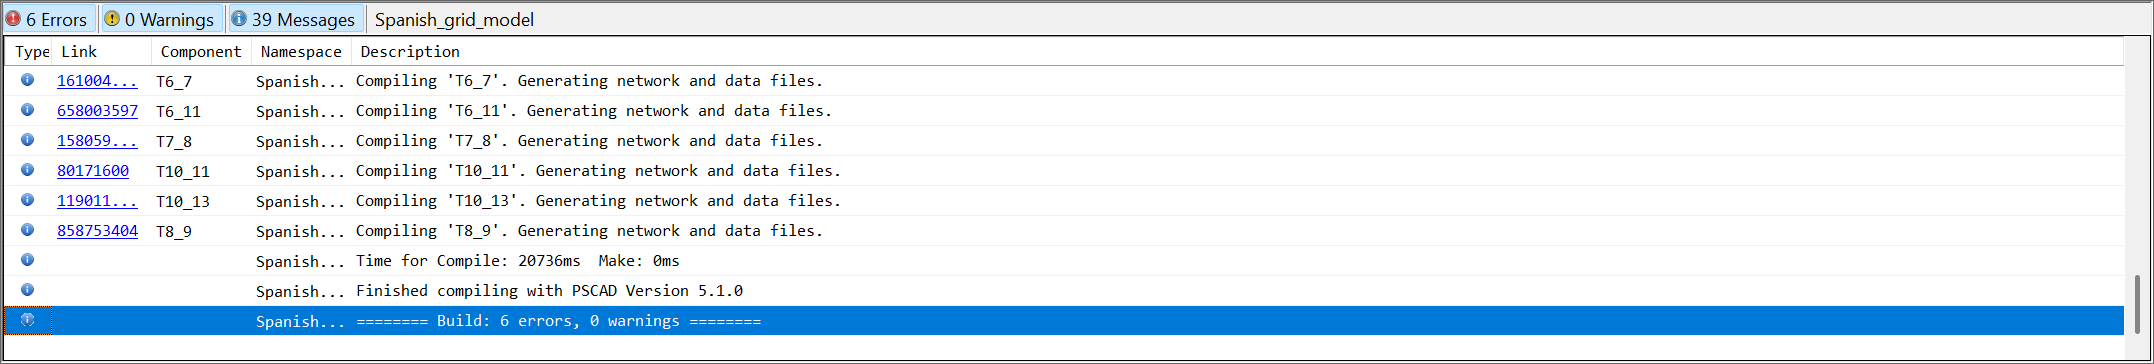 6 Errors 0 Warnings 39 Messages Spanish_grid_model
Type Link Component Namespace Description
161004... T6_7 Spanish... Compiling 'T6_7'. Generating network and data files.
658003597 T6_11 Spanish... Compiling 'T6_11'. Generating network and data files.
158059... T7_8 Spanish... Compiling 'T7_8'. Generating network and data files.
80171600 T10_11 Spanish... Compiling 'T10_11'. Generating network and data files.
119011... T10_13 Spanish... Compiling 'T10_13'. Generating network and data files.
858753404 T8_9 Spanish... Compiling 'T8_9'. Generating network and data files.
Spanish... Time for Compile: 20736ms  Make: 0ms
Spanish... Finished compiling with PSCAD Version 5.1.0
Spanish... ======== Build: 6 errors, 0 warnings ========